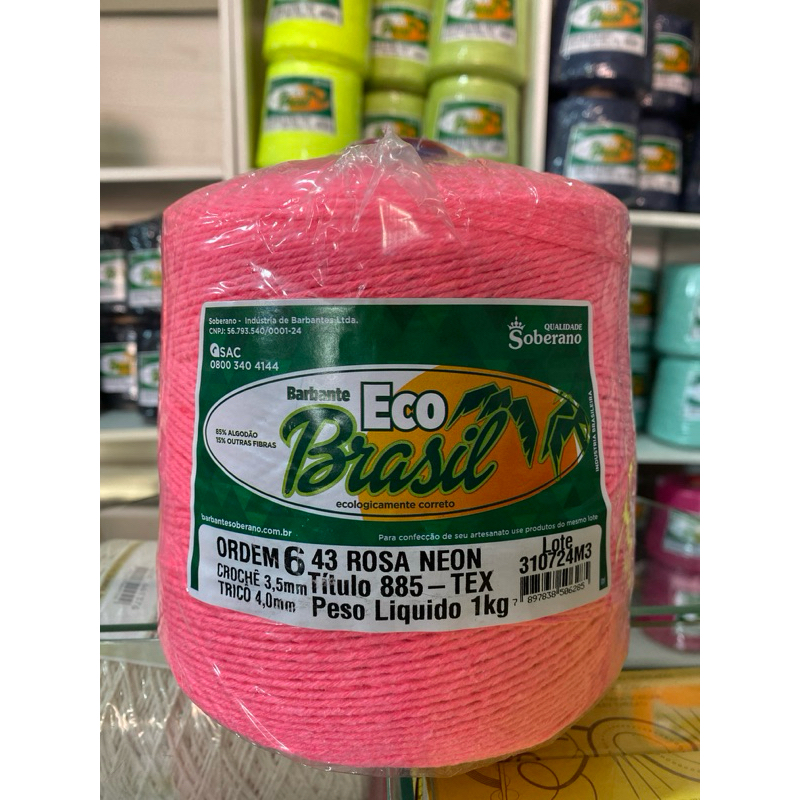 Soberano - Indústria de Barbantes Ltda.
CNPJ: 56.793.540/0001-24
SAC
0800 340 4144
QUALIDADE
Soberano
Barbante Eco
Brasil
85% ALGODÃO
15% OUTRAS FIBRAS
ecologicamente correto
INDÚSTRIA BRASILEIRA
barbantesoberano.com.br
Para confecção de seu artesanato use produtos do mesmo lote
ORDEM 6 43 ROSA NEON
Lote
310724M3
CROCHÊ 3,5mm Título 885 – TEX
TRICÔ 4,0mm Peso Liquido 1kg
7 897838 506285